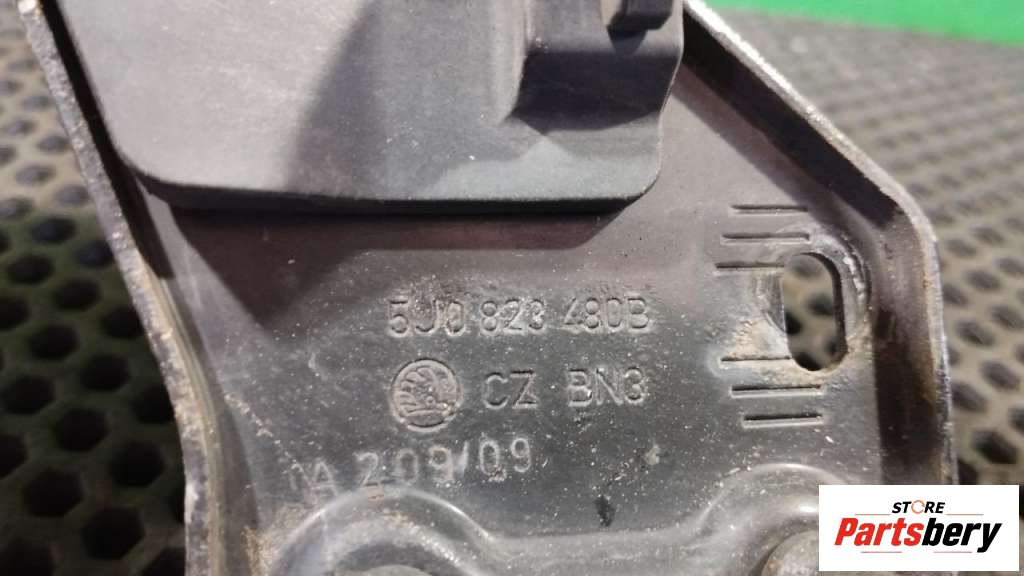 5J0 823 480B
CZ BN3
A 209/09
STORE
Partsbery